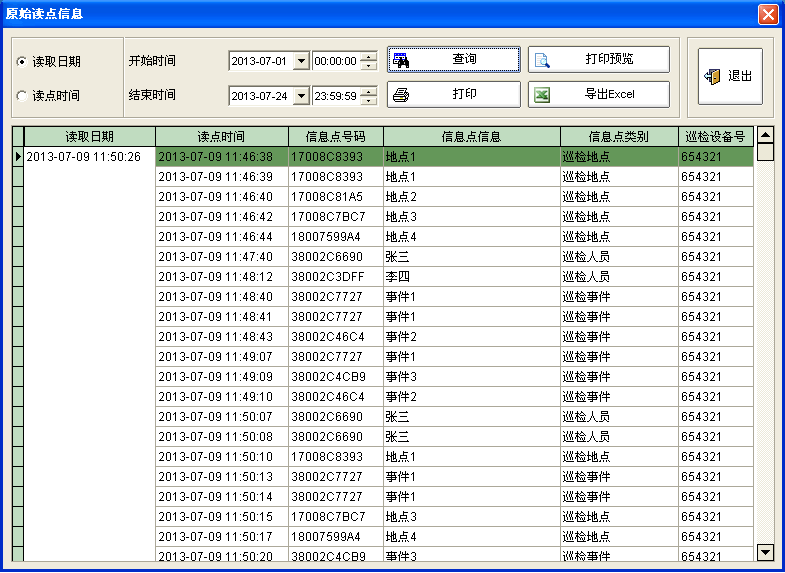 原始读点信息
读取日期 开始时间 2013-07-01 00:00:00 查询 打印预览 退出
读点时间 结束时间 2013-07-24 23:59:59 打印 导出Excel
读取日期 读点时间 信息点号码 信息点信息 信息点类别 巡检设备号
2013-07-09 11:50:26 2013-07-09 11:46:38 17008C8393 地点1 巡检地点 654321
2013-07-09 11:46:39 17008C8393 地点1 巡检地点 654321
2013-07-09 11:46:40 17008C81A5 地点2 巡检地点 654321
2013-07-09 11:46:42 17008C7BC7 地点3 巡检地点 654321
2013-07-09 11:46:44 18007599A4 地点4 巡检地点 654321
2013-07-09 11:47:40 38002C6690 张三 巡检人员 654321
2013-07-09 11:48:12 38002C3DFF 李四 巡检人员 654321
2013-07-09 11:48:40 38002C7727 事件1 巡检事件 654321
2013-07-09 11:48:41 38002C7727 事件1 巡检事件 654321
2013-07-09 11:48:43 38002C46C4 事件2 巡检事件 654321
2013-07-09 11:49:07 38002C7727 事件1 巡检事件 654321
2013-07-09 11:49:09 38002C4CB9 事件3 巡检事件 654321
2013-07-09 11:49:10 38002C46C4 事件2 巡检事件 654321
2013-07-09 11:50:07 38002C6690 张三 巡检人员 654321
2013-07-09 11:50:08 38002C6690 张三 巡检人员 654321
2013-07-09 11:50:10 17008C8393 地点1 巡检地点 654321
2013-07-09 11:50:13 38002C7727 事件1 巡检事件 654321
2013-07-09 11:50:14 38002C7727 事件1 巡检事件 654321
2013-07-09 11:50:15 17008C7BC7 地点3 巡检地点 654321
2013-07-09 11:50:17 18007599A4 地点4 巡检地点 654321
2013-07-09 11:50:20 38002C4CB9 事件3 巡检事件 654321